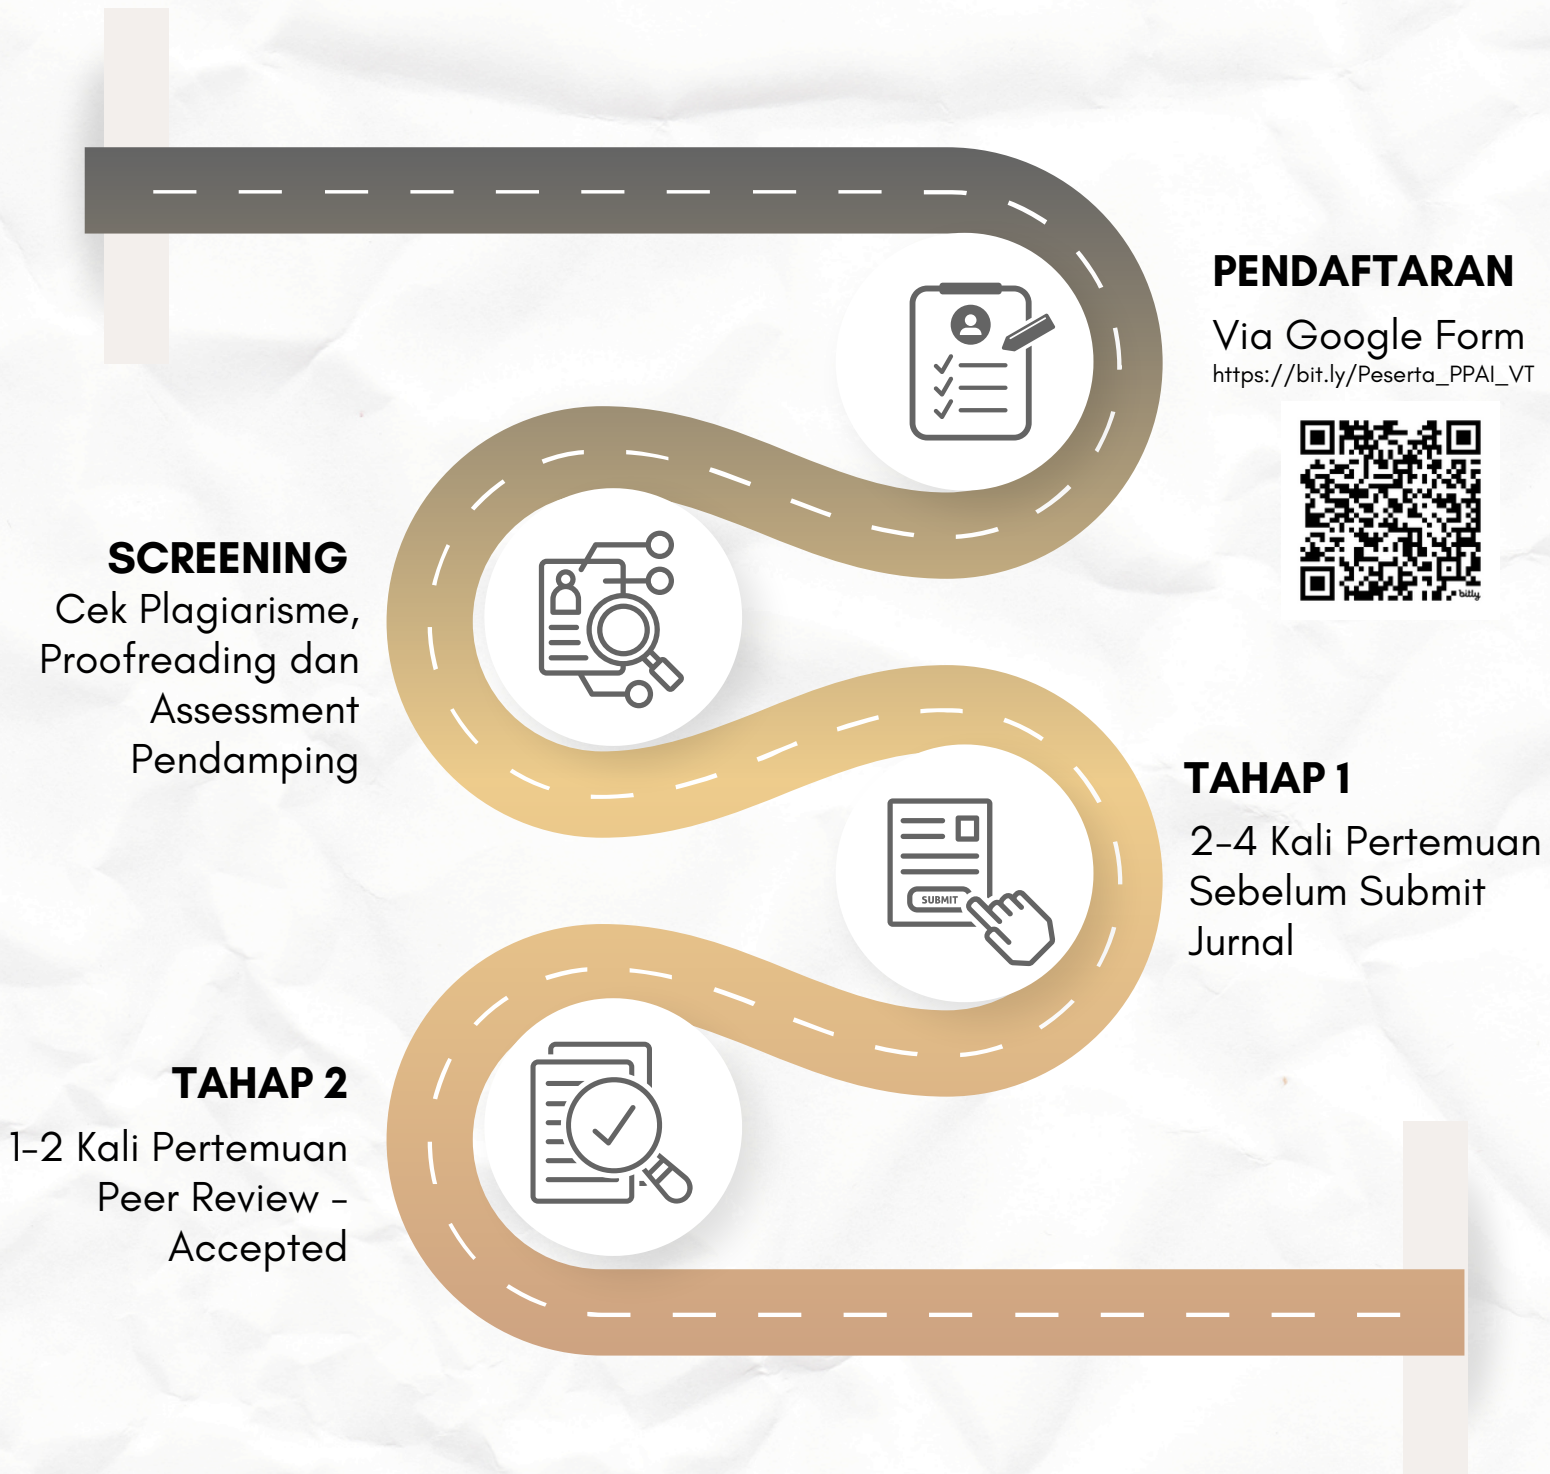 PENDAFTARAN
Via Google Form
https://bit.ly/Peserta_PPAI_VT
bitly
SCREENING
Cek Plagiarisme,
Proofreading dan
Assessment
Pendamping
TAHAP 1
2-4 Kali Pertemuan
Sebelum Submit
Jurnal
SUBMIT
TAHAP 2
1-2 Kali Pertemuan
Peer Review -
Accepted